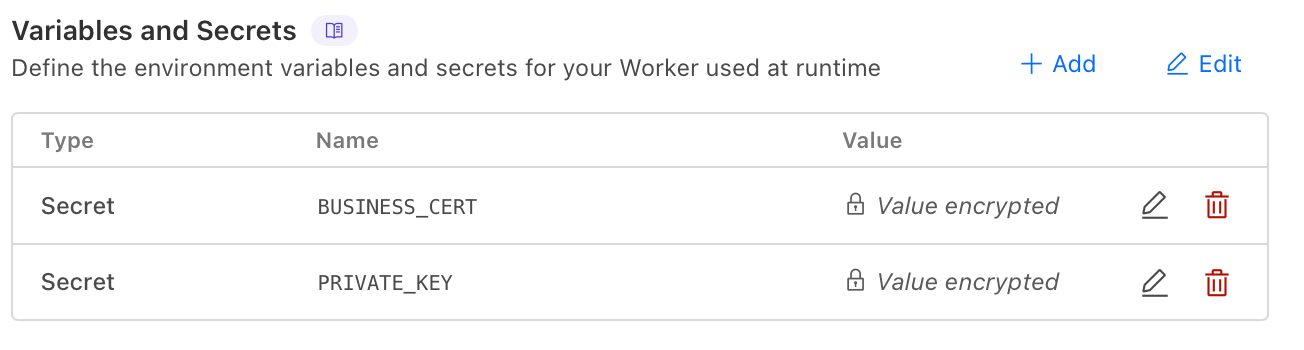 Variables and Secrets
Define the environment variables and secrets for your Worker used at runtime
Add
Edit
Type Name Value
Secret BUSINESS_CERT Value encrypted
Secret PRIVATE_KEY Value encrypted